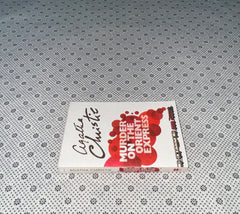 Agatha
Christie
MURDER
ON THE
ORIENT
EXPRESS